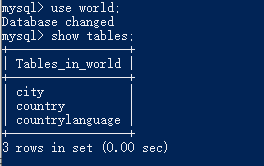 mysql> use world;
Database changed
mysql> show tables;
+-----------------+
| Tables_in_world |
+-----------------+
| city            |
| country         |
| countrylanguage |
+-----------------+
3 rows in set (0.00 sec)